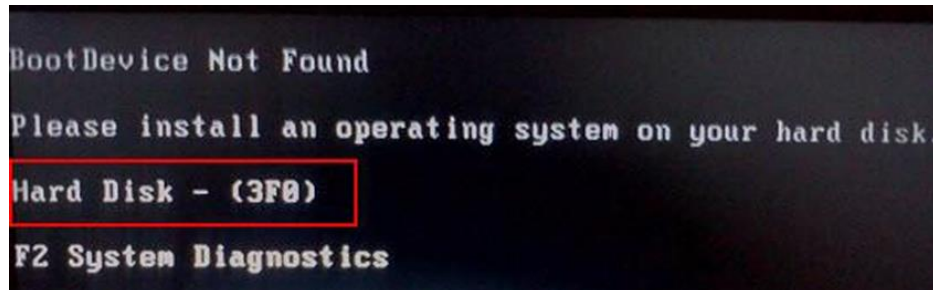 BootDevice Not Found
Please install an operating system on your hard disk.
Hard Disk - (3F0)
F2 System Diagnostics